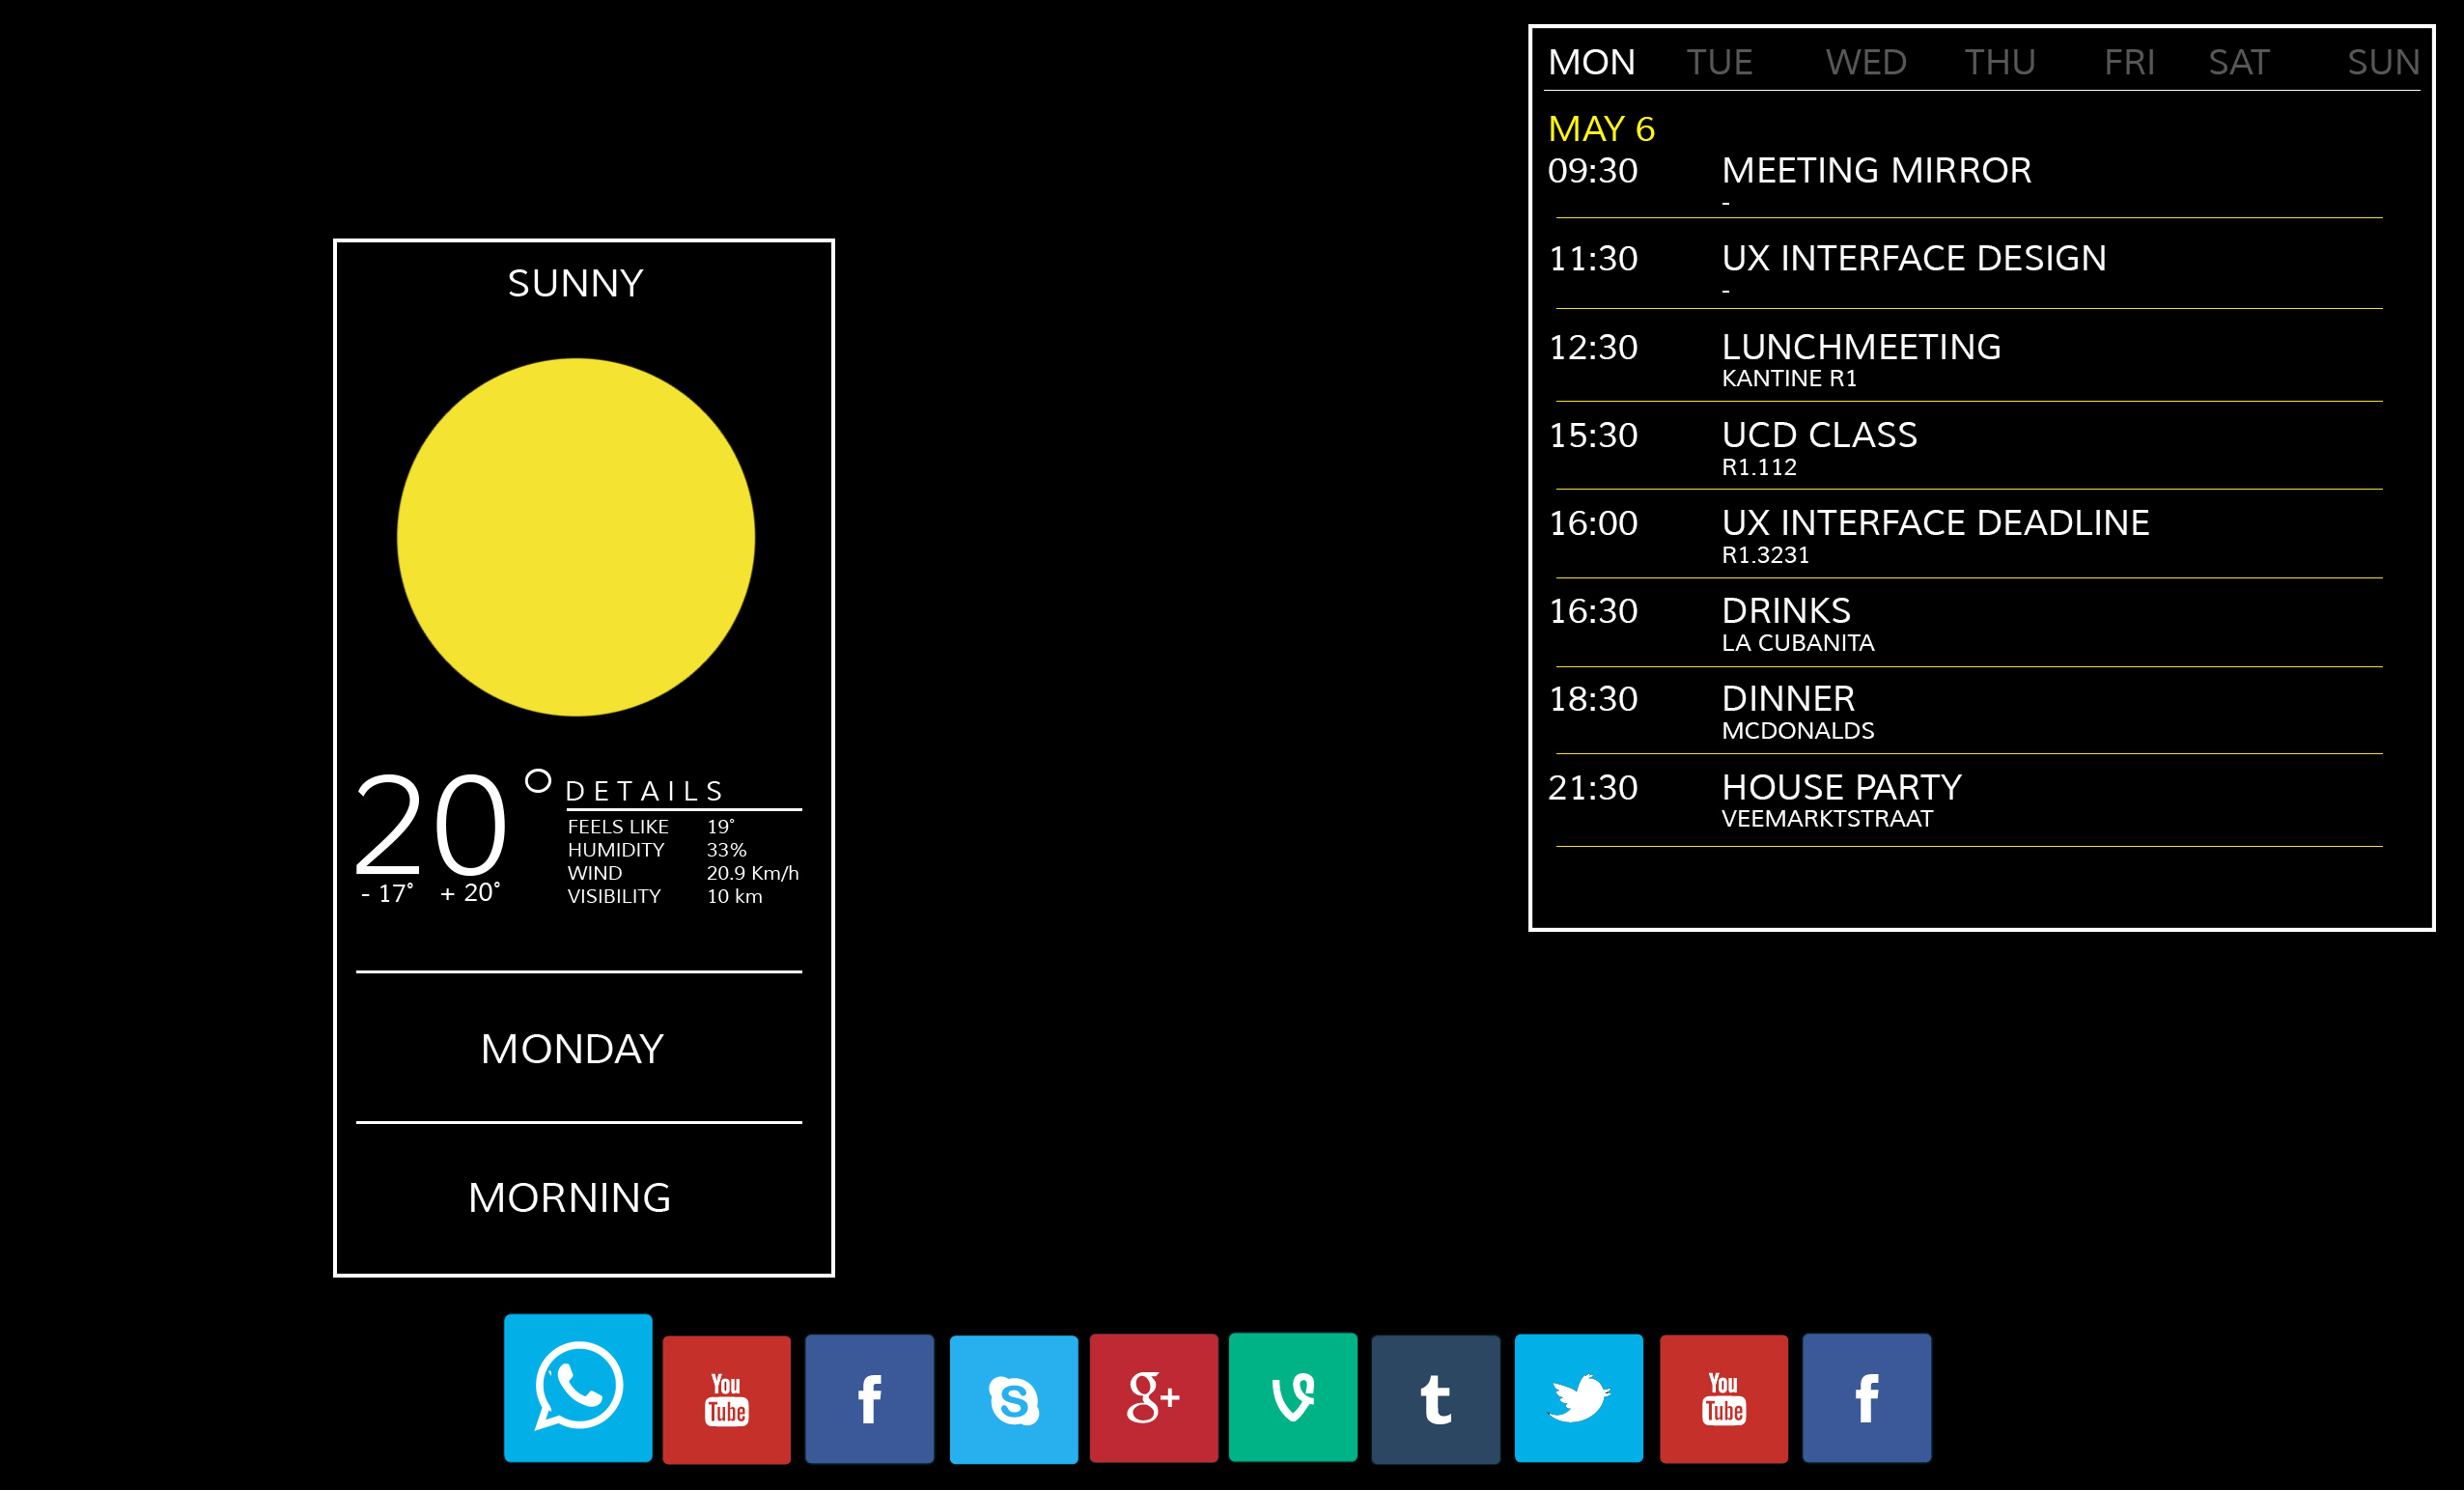 SUNNY
20°
- 17° + 20°
DETAILS
FEELS LIKE 19°
HUMIDITY 33%
WIND 20.9 Km/h
VISIBILITY 10 km
MONDAY
MORNING
MON TUE WED THU FRI SAT SUN
MAY 6
09:30 MEETING MIRROR
-
11:30 UX INTERFACE DESIGN
-
12:30 LUNCHMEETING
KANTINE R1
15:30 UCD CLASS
R1.112
16:00 UX INTERFACE DEADLINE
R1.3231
16:30 DRINKS
LA CUBANITA
18:30 DINNER
MCDONALDS
21:30 HOUSE PARTY
VEEMARKTSTRAAT
You
Tube
f
S
g+
t
You
Tube
f